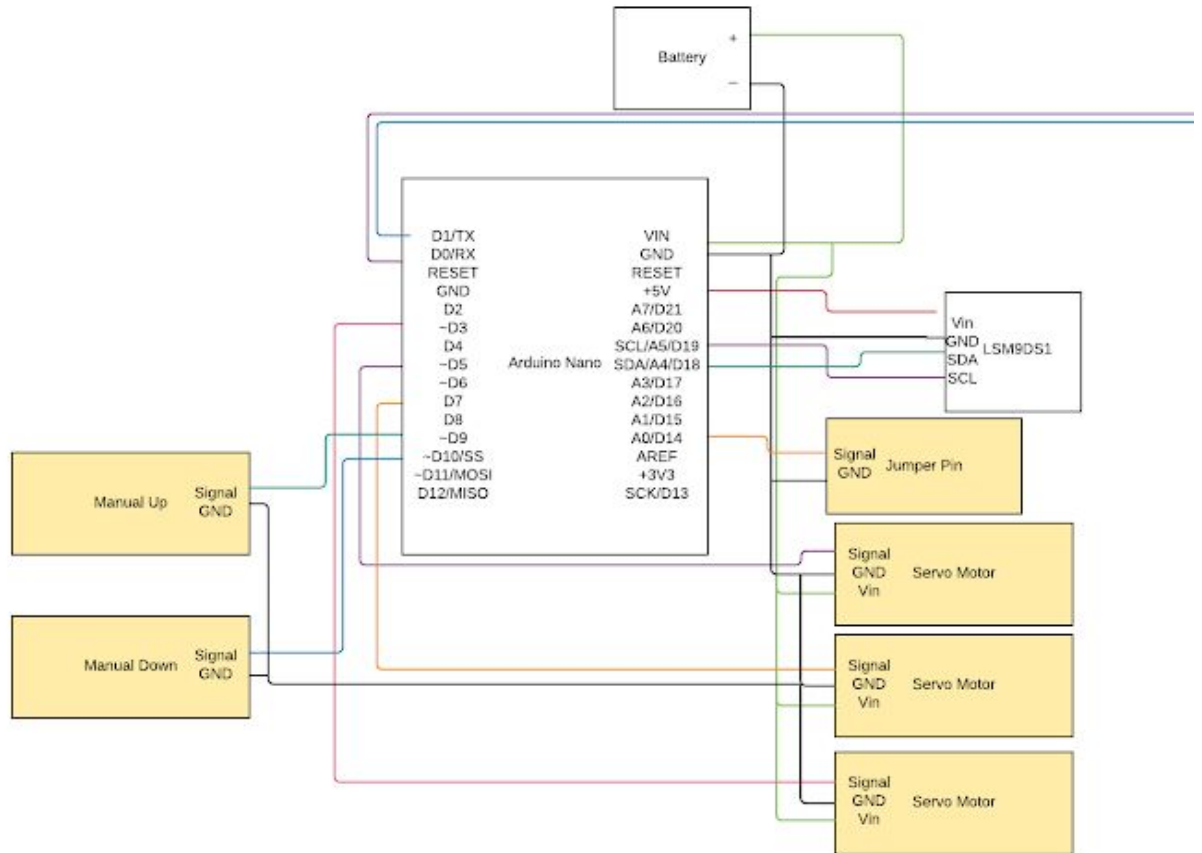 Battery
+
–
D1/TX
D0/RX
RESET
GND
D2
~D3
D4
~D5
~D6
D7
D8
~D9
~D10/SS
~D11/MOSI
D12/MISO
Arduino Nano
VIN
GND
RESET
+5V
A7/D21
A6/D20
SCL/A5/D19
SDA/A4/D18
A3/D17
A2/D16
A1/D15
A0/D14
AREF
+3V3
SCK/D13
Vin
GND
SDA
SCL
LSM9DS1
Signal
GND
Jumper Pin
Manual Up
Signal
GND
Manual Down
Signal
GND
Signal
GND
Vin
Servo Motor
Signal
GND
Vin
Servo Motor
Signal
GND
Vin
Servo Motor